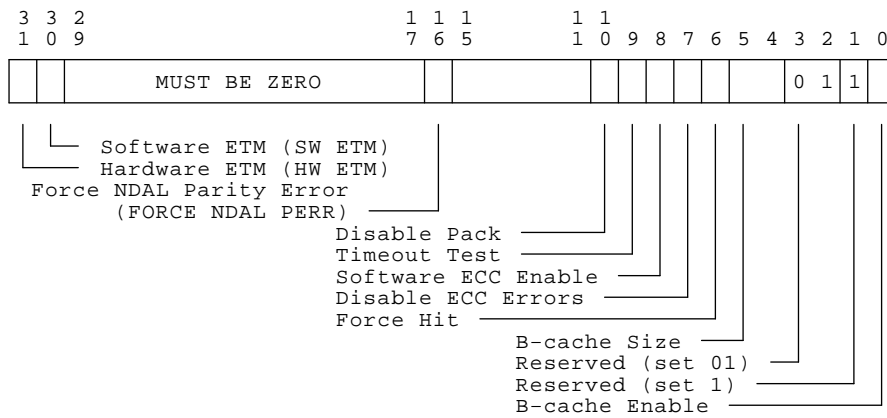 3 3 2 1 1 1 1 1
1 0 9 7 6 5 1 0 9 8 7 6 5 4 3 2 1 0
MUST BE ZERO 0 1 1
Software ETM (SW ETM)
Hardware ETM (HW ETM)
Force NDAL Parity Error
(FORCE NDAL PERR)
Disable Pack
Timeout Test
Software ECC Enable
Disable ECC Errors
Force Hit
B-cache Size
Reserved (set 01)
Reserved (set 1)
B-cache Enable